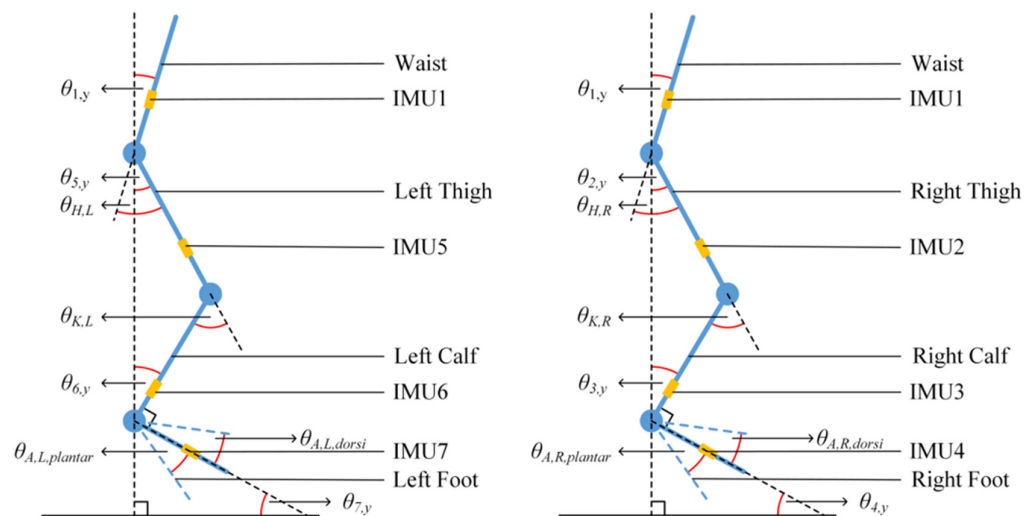 Waist
θ1,y
IMU1
θ5,y
Left Thigh
θH,L
IMU5
θK,L
Left Calf
θ6,y
IMU6
θA,L,dorsi
θA,L,plantar
IMU7
Left Foot
θ7,y
Waist
θ1,y
IMU1
θ2,y
Right Thigh
θH,R
IMU2
θK,R
Right Calf
θ3,y
IMU3
θA,R,dorsi
θA,R,plantar
IMU4
Right Foot
θ4,y